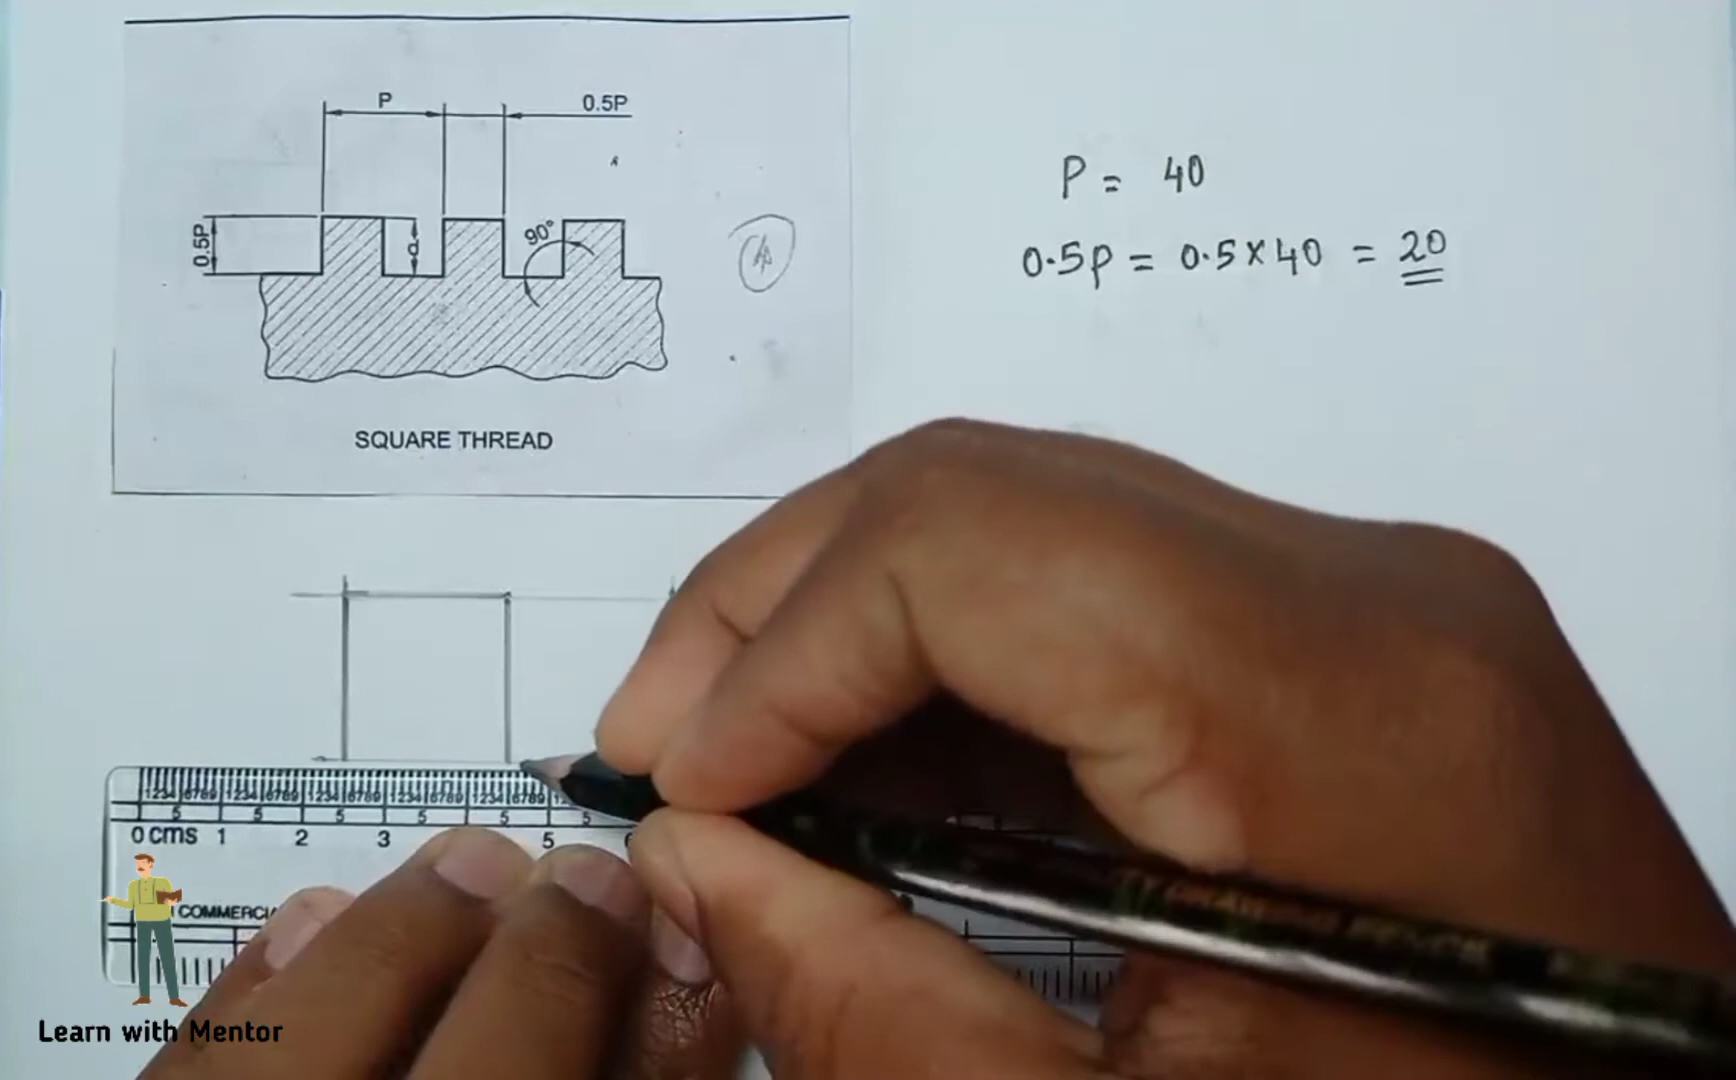 P
0.5P
P = 40
0.5P
d
90°
0.5p = 0.5 x 40 = 20
SQUARE THREAD
0 cms 1 2 3 5
COMMERCIA
Learn with Mentor